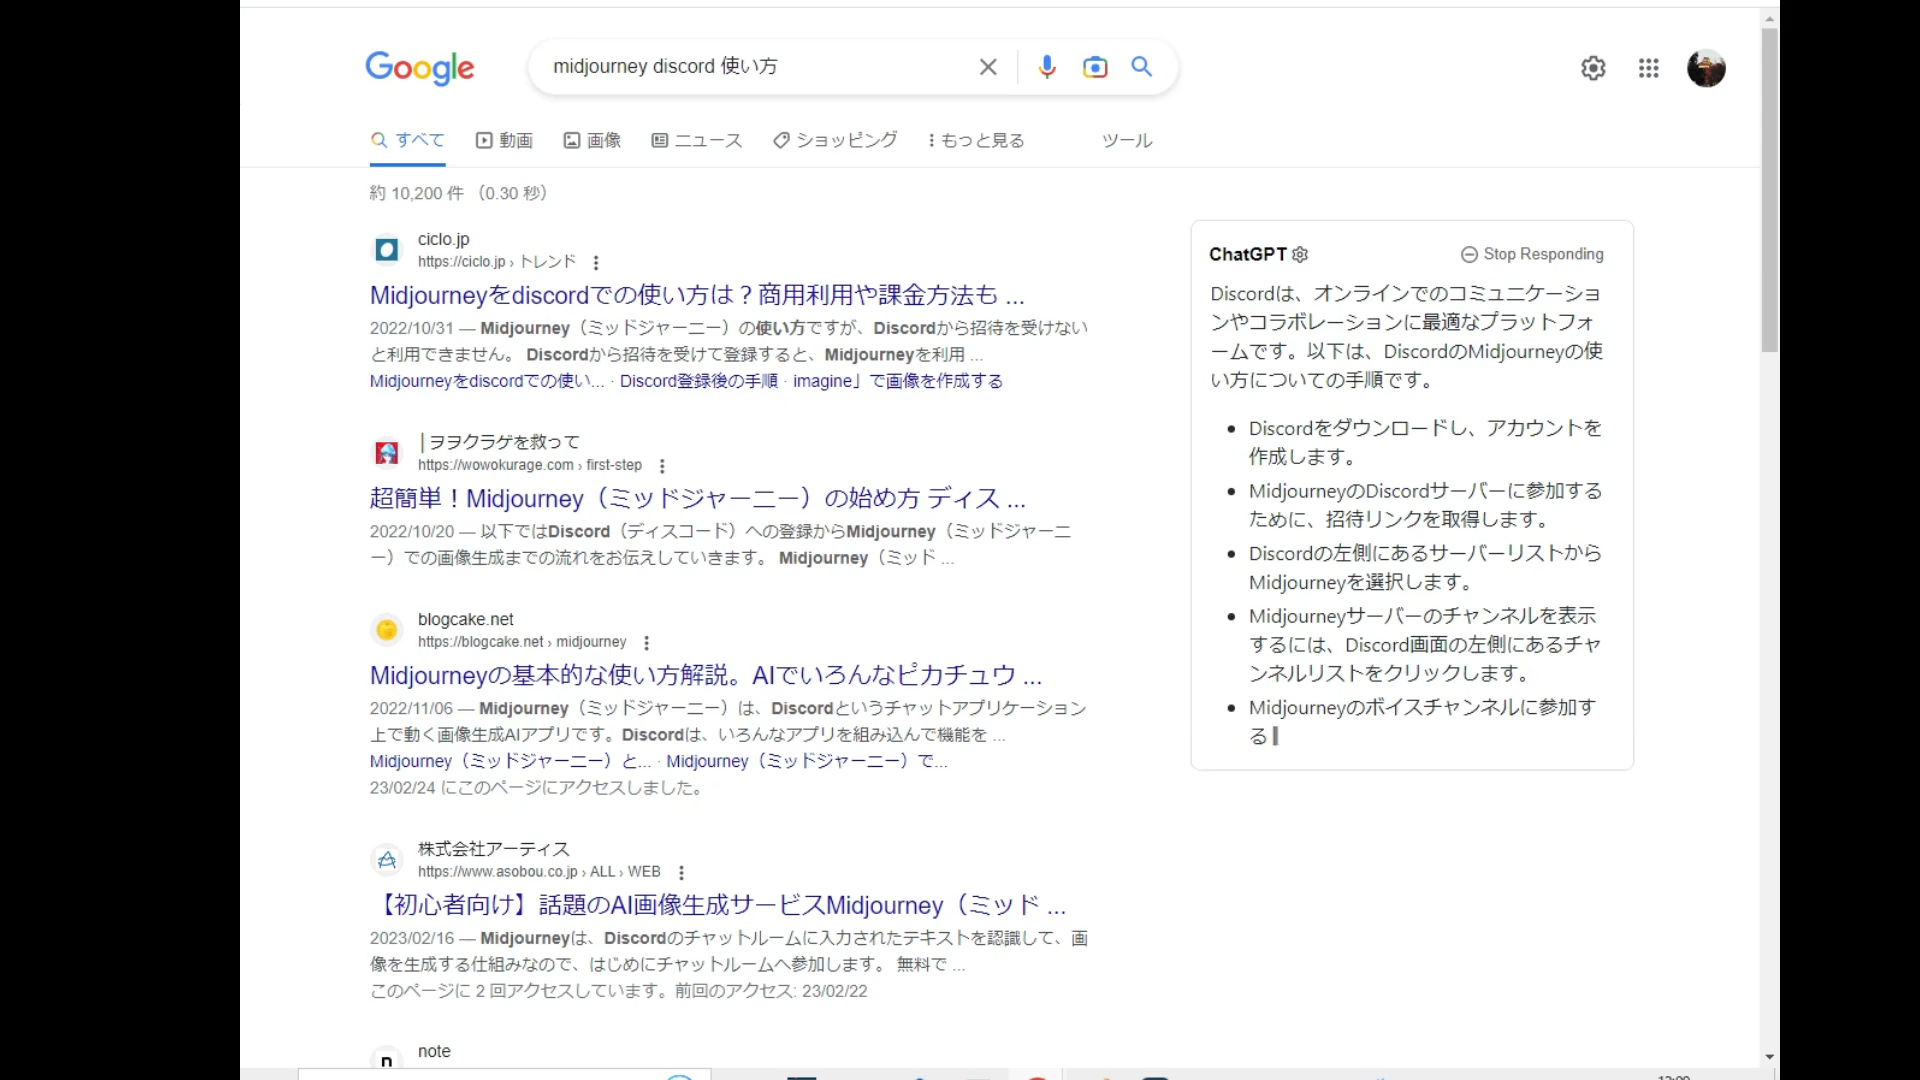 Google
midjourney discord 使い方
すべて
動画
画像
ニュース
ショッピング
もっと見る
ツール
約 10,200 件 （0.30 秒）
ciclo.jp
https://ciclo.jp › トレンド
Midjourneyをdiscordでの使い方は？商用利用や課金方法も ...
2022/10/31 — Midjourney（ミッドジャーニー）の使い方ですが、Discordから招待を受けない
と利用できません。 Discordから招待を受けて登録すると、Midjourneyを利用 ...
Midjourneyをdiscordでの使い... · Discord登録後の手順 · imagine」で画像を作成する
│ヲヲクラゲを救って
https://wowokurage.com › first-step
超簡単！Midjourney（ミッドジャーニー）の始め方 ディス ...
2022/10/20 — 以下ではDiscord（ディスコード）への登録からMidjourney（ミッドジャーニ
ー）での画像生成までの流れをお伝えしていきます。 Midjourney（ミッド ...
blogcake.net
https://blogcake.net › midjourney
Midjourneyの基本的な使い方解説。AIでいろんなピカチュウ ...
2022/11/06 — Midjourney（ミッドジャーニー）は、Discordというチャットアプリケーション
上で動く画像生成AIアプリです。Discordは、いろんなアプリを組み込んで機能を ...
Midjourney（ミッドジャーニー）と... · Midjourney（ミッドジャーニー）で...
23/02/24 にこのページにアクセスしました。
株式会社アーティス
https://www.asobou.co.jp › ALL › WEB
【初心者向け】話題のAI画像生成サービスMidjourney（ミッド ...
2023/02/16 — Midjourneyは、Discordのチャットルームに入力されたテキストを認識して、画
像を生成する仕組みなので、はじめにチャットルームへ参加します。 無料で ...
このページに 2 回アクセスしています。前回のアクセス: 23/02/22
note
ChatGPT
Stop Responding
Discordは、オンラインでのコミュニケーショ
ンやコラボレーションに最適なプラットフォ
ームです。以下は、DiscordのMidjourneyの使
い方についての手順です。
Discordをダウンロードし、アカウントを
作成します。
MidjourneyのDiscordサーバーに参加する
ために、招待リンクを取得します。
Discordの左側にあるサーバーリストから
Midjourneyを選択します。
Midjourneyサーバーのチャンネルを表示
するには、Discord画面の左側にあるチャ
ンネルリストをクリックします。
Midjourneyのボイスチャンネルに参加す
る